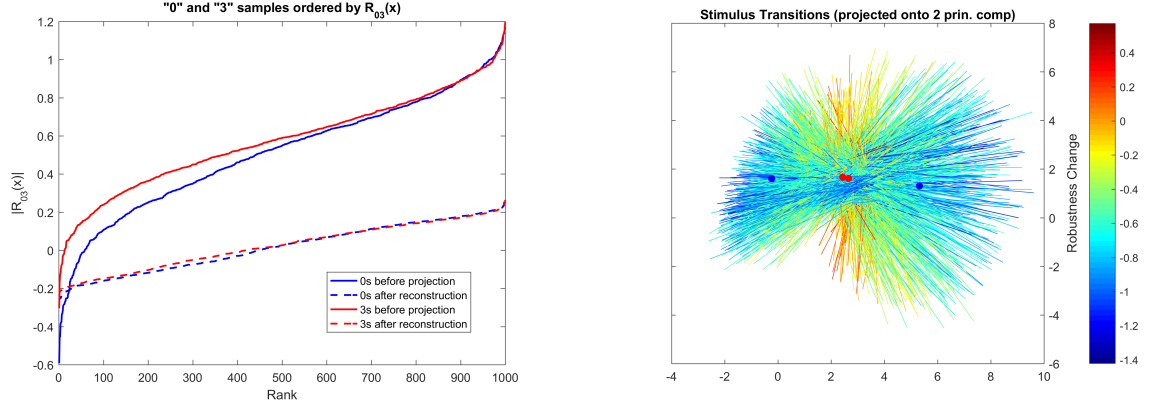 "0" and "3" samples ordered by R03(x)
1.2
1
0.8
0.6
0.4
0.2
0
-0.2
-0.4
-0.6
|R03(x)|
0 100 200 300 400 500 600 700 800 900 1000
Rank
0s before projection
0s after reconstruction
3s before projection
3s after reconstruction
Stimulus Transitions (projected onto 2 prin. comp)
8
6
4
2
0
-2
-4
-6
-4 -2 0 2 4 6 8 10
Robustness Change
0.4
0.2
0
-0.2
-0.4
-0.6
-0.8
-1
-1.2
-1.4